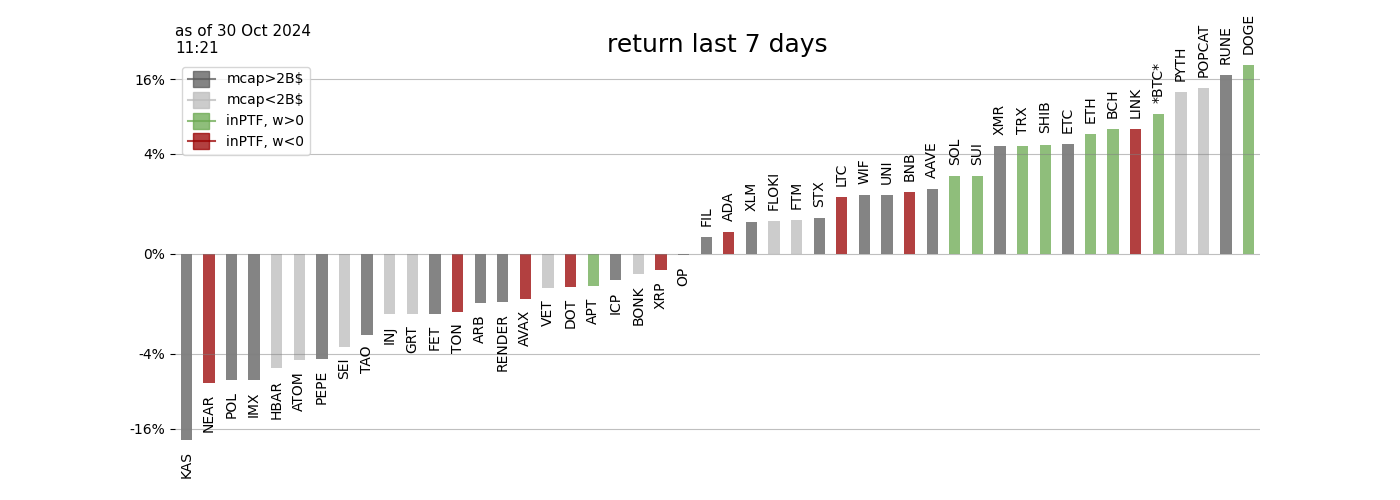 as of 30 Oct 2024
11:21
return last 7 days
mcap>2B$
mcap<2B$
inPTF, w>0
inPTF, w<0
16%
4%
0%
-4%
-16%
KAS
NEAR
POL
IMX
HBAR
ATOM
PEPE
SEI
TAO
INJ
GRT
FET
TON
ARB
RENDER
AVAX
VET
DOT
APT
ICP
BONK
XRP
OP
FIL
ADA
XLM
FLOKI
FTM
STX
LTC
WIF
UNI
BNB
AAVE
SOL
SUI
XMR
TRX
SHIB
ETC
ETH
BCH
LINK
*BTC*
PYTH
POPCAT
RUNE
DOGE